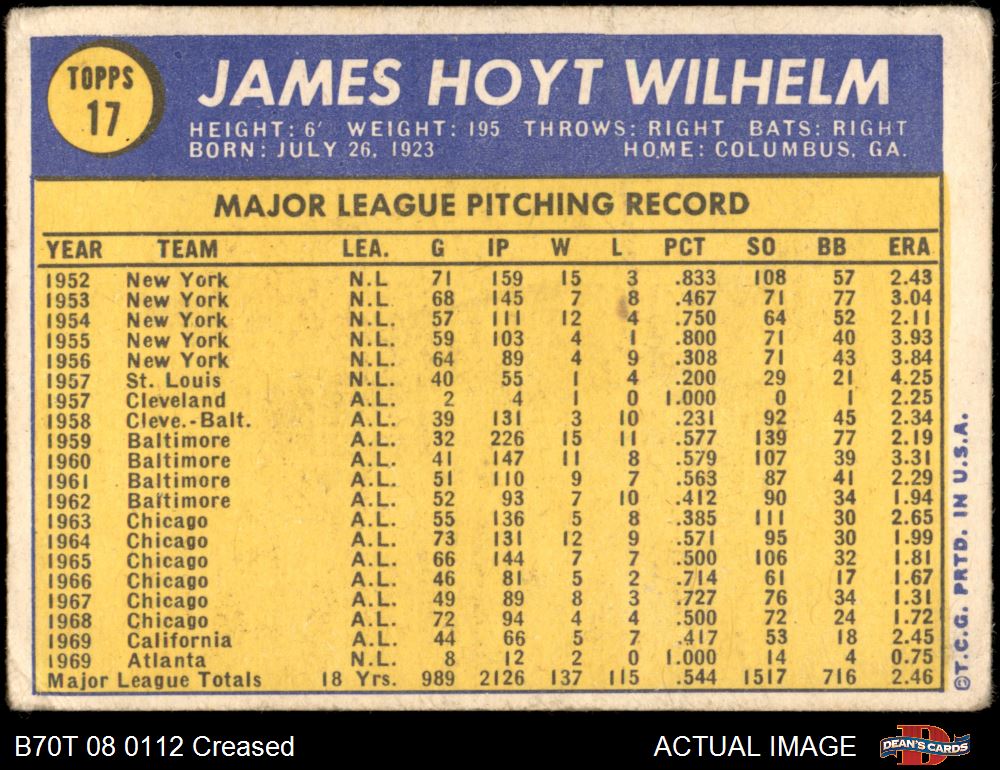 TOPPS
17
JAMES HOYT WILHELM
HEIGHT: 6' WEIGHT: 195 THROWS: RIGHT BATS: RIGHT
BORN: JULY 26, 1923 HOME: COLUMBUS, GA.
MAJOR LEAGUE PITCHING RECORD
YEAR TEAM LEA. G IP W L PCT SO BB ERA
1952 New York N.L 71 159 15 3 .833 108 57 2.43
1953 New York N.L. 68 145 7 8 .467 71 77 3.04
1954 New York N.L. 57 111 12 4 .750 64 52 2.11
1955 New York N.L. 59 103 4 1 .800 71 40 3.93
1956 New York N.L. 64 89 4 9 .308 71 43 3.84
1957 St. Louis N.L. 40 55 1 4 .200 29 21 4.25
1957 Cleveland A.L. 2 4 1 0 1.000 0 1 2.25
1958 Cleve.-Balt. A.L. 39 131 3 10 .231 92 45 2.34
1959 Baltimore A.L. 32 226 15 11 .577 139 77 2.19
1960 Baltimore A.L. 41 147 11 8 .579 107 39 3.31
1961 Baltimore A.L. 51 110 9 7 .563 87 41 2.29
1962 Baltimore A.L. 52 93 7 10 .412 90 34 1.94
1963 Chicago A.L. 55 136 5 8 .385 111 30 2.65
1964 Chicago A.L. 73 131 12 9 .571 95 30 1.99
1965 Chicago A.L. 66 144 7 7 .500 106 32 1.81
1966 Chicago A.L. 46 81 5 2 .714 61 17 1.67
1967 Chicago A.L. 49 89 8 3 .727 76 34 1.31
1968 Chicago A.L. 72 94 4 4 .500 72 24 1.72
1969 California A.L. 44 66 5 7 .417 53 18 2.45
1969 Atlanta N.L. 8 12 2 0 1.000 14 4 0.75
Major League Totals 18 Yrs. 989 2126 137 115 .544 1517 716 2.46
©T.C.G. PRTD. IN U.S.A.
B70T 08 0112 Creased
ACTUAL IMAGE
D
DEAN'S CARDS